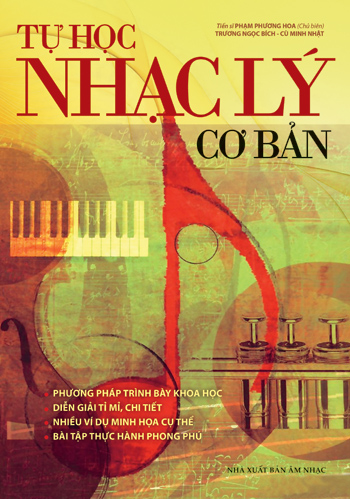 Tiến sĩ PHẠM PHƯƠNG HOA (Chủ biên)
TRƯƠNG NGỌC BÍCH - CÙ MINH NHẬT
TỰ HỌC
NHẠC LÝ
CƠ BẢN
PHƯƠNG PHÁP TRÌNH BÀY KHOA HỌC
DIỄN GIẢI TỈ MỈ, CHI TIẾT
NHIỀU VÍ DỤ MINH HỌA CỤ THỂ
BÀI TẬP THỰC HÀNH PHONG PHÚ
NHÀ XUẤT BẢN ÂM NHẠC